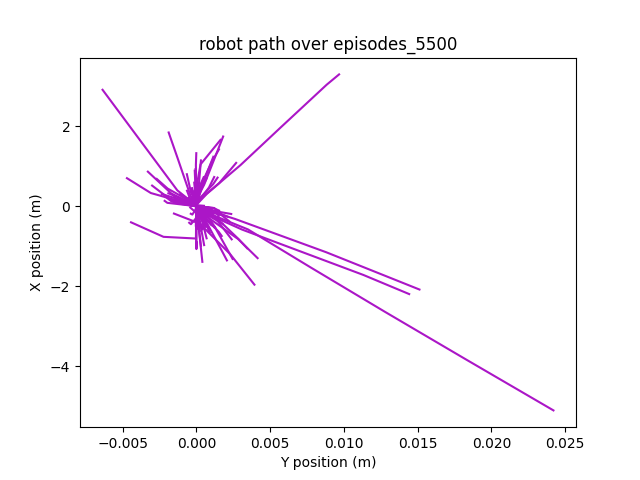 robot path over episodes_5500
X position (m)
2
0
−2
−4
−0.005 0.000 0.005 0.010 0.015 0.020 0.025
Y position (m)